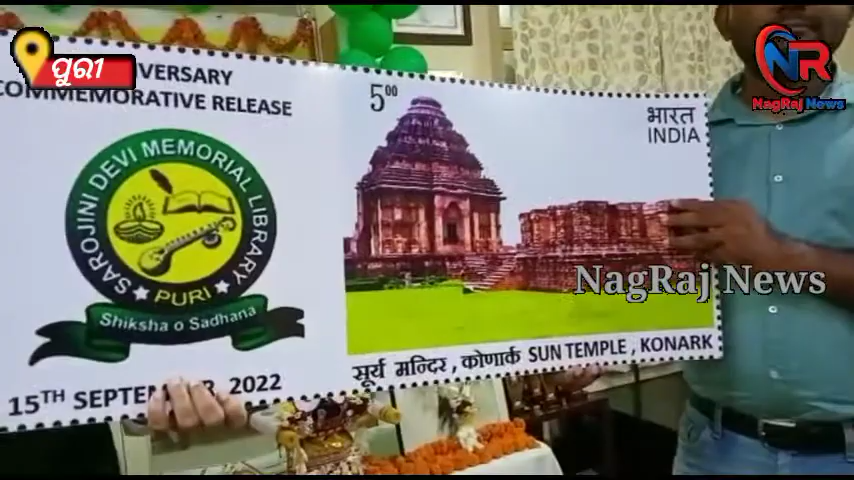 ପୁରୀ
VERSARY
COMMEMORATIVE RELEASE
SAROJINI DEVI MEMORIAL LIBRARY
PURI
Shiksha o Sadhana
15TH SEPTEMBER 2022
500
भारत
INDIA
सूर्य मन्दिर, कोणार्क SUN TEMPLE, KONARK
NR
NagRaj News
NagRaj News